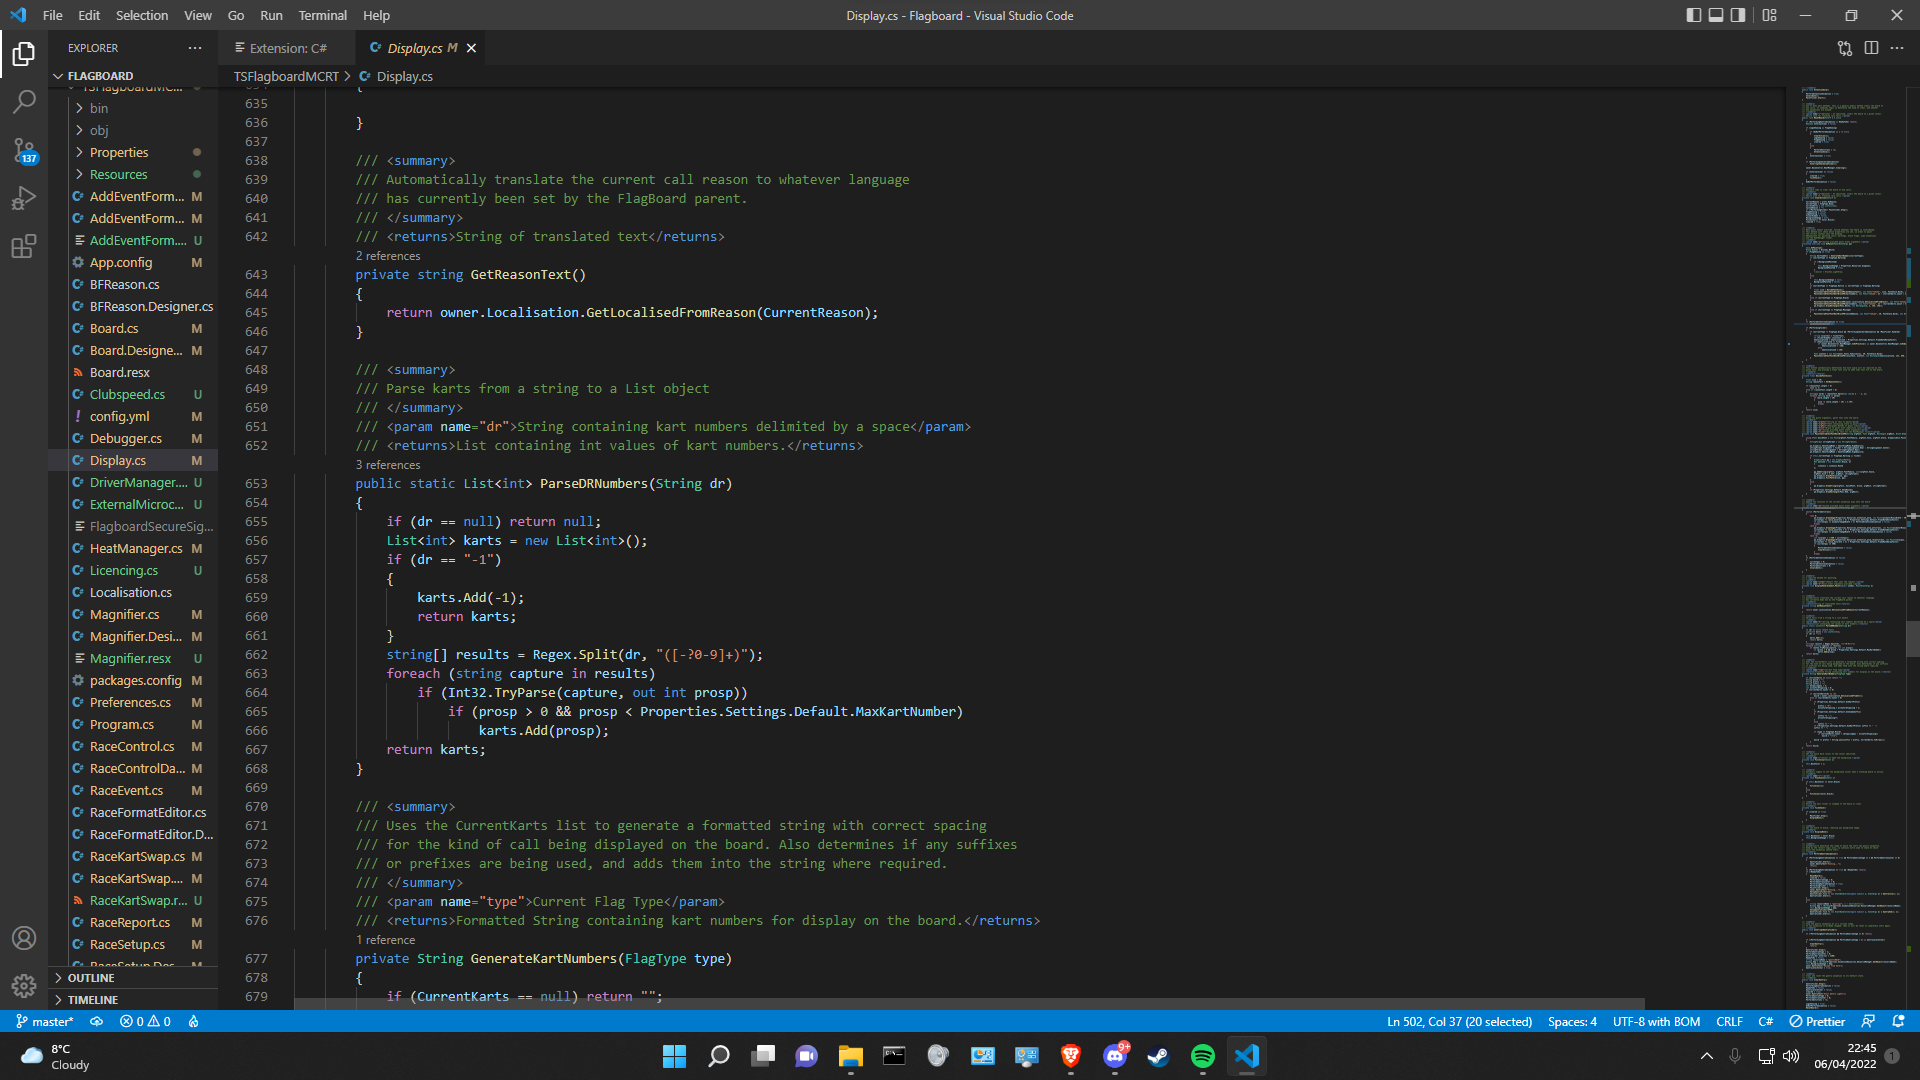 File Edit Selection View Go Run Terminal Help
Display.cs - Flagboard - Visual Studio Code
EXPLORER
Extension: C#
Display.cs M
FLAGBOARD
TSFlagboardMCRT > Display.cs
TSFlagboardMC...
bin
obj
Properties
Resources
AddEventForm... M
AddEventForm... M
AddEventForm.... U
App.config M
BFReason.cs
BFReason.Designer.cs
Board.cs M
Board.Designe... M
Board.resx
Clubspeed.cs U
config.yml M
Debugger.cs M
Display.cs M
DriverManager.... U
ExternalMicroc... U
FlagboardSecureSig...
HeatManager.cs M
Licencing.cs U
Localisation.cs
Magnifier.cs M
Magnifier.Desi... M
Magnifier.resx U
packages.config M
Preferences.cs M
Program.cs M
RaceControl.cs M
RaceControlDa... M
RaceEvent.cs M
RaceFormatEditor.cs
RaceFormatEditor.D...
RaceKartSwap.cs M
RaceKartSwap.... M
RaceKartSwap.r... U
RaceReport.cs M
RaceSetup.cs M
RaceSetup.Des... M
OUTLINE
TIMELINE
137
634 {
635
636 }
637
638 /// <summary>
639 /// Automatically translate the current call reason to whatever language
640 /// has currently been set by the FlagBoard parent.
641 /// </summary>
642 /// <returns>String of translated text</returns>
2 references
643 private string GetReasonText()
644 {
645 return owner.Localisation.GetLocalisedFromReason(CurrentReason);
646 }
647
648 /// <summary>
649 /// Parse karts from a string to a List object
650 /// </summary>
651 /// <param name="dr">String containing kart numbers delimited by a space</param>
652 /// <returns>List containing int values of kart numbers.</returns>
3 references
653 public static List<int> ParseDRNumbers(String dr)
654 {
655 if (dr == null) return null;
656 List<int> karts = new List<int>();
657 if (dr == "-1")
658 {
659 karts.Add(-1);
660 return karts;
661 }
662 string[] results = Regex.Split(dr, "([-?0-9]+)");
663 foreach (string capture in results)
664 if (Int32.TryParse(capture, out int prosp))
665 if (prosp > 0 && prosp < Properties.Settings.Default.MaxKartNumber)
666 karts.Add(prosp);
667 return karts;
668 }
669
670 /// <summary>
671 /// Uses the CurrentKarts list to generate a formatted string with correct spacing
672 /// for the kind of call being displayed on the board. Also determines if any suffixes
673 /// or prefixes are being used, and adds them into the string where required.
674 /// </summary>
675 /// <param name="type">Current Flag Type</param>
676 /// <returns>Formatted String containing kart numbers for display on the board.</returns>
1 reference
677 private String GenerateKartNumbers(FlagType type)
678 {
679 if (CurrentKarts == null) return "";
master* 0 0
Ln 502, Col 37 (20 selected) Spaces: 4 UTF-8 with BOM CRLF C# Prettier
8°C
Cloudy
9+
22:45
06/04/2022
1